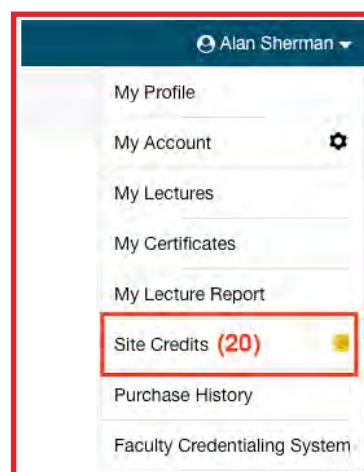 Alan Sherman
My Profile
My Account
My Lectures
My Certificates
My Lecture Report
Site Credits (20)
Purchase History
Faculty Credentialing System